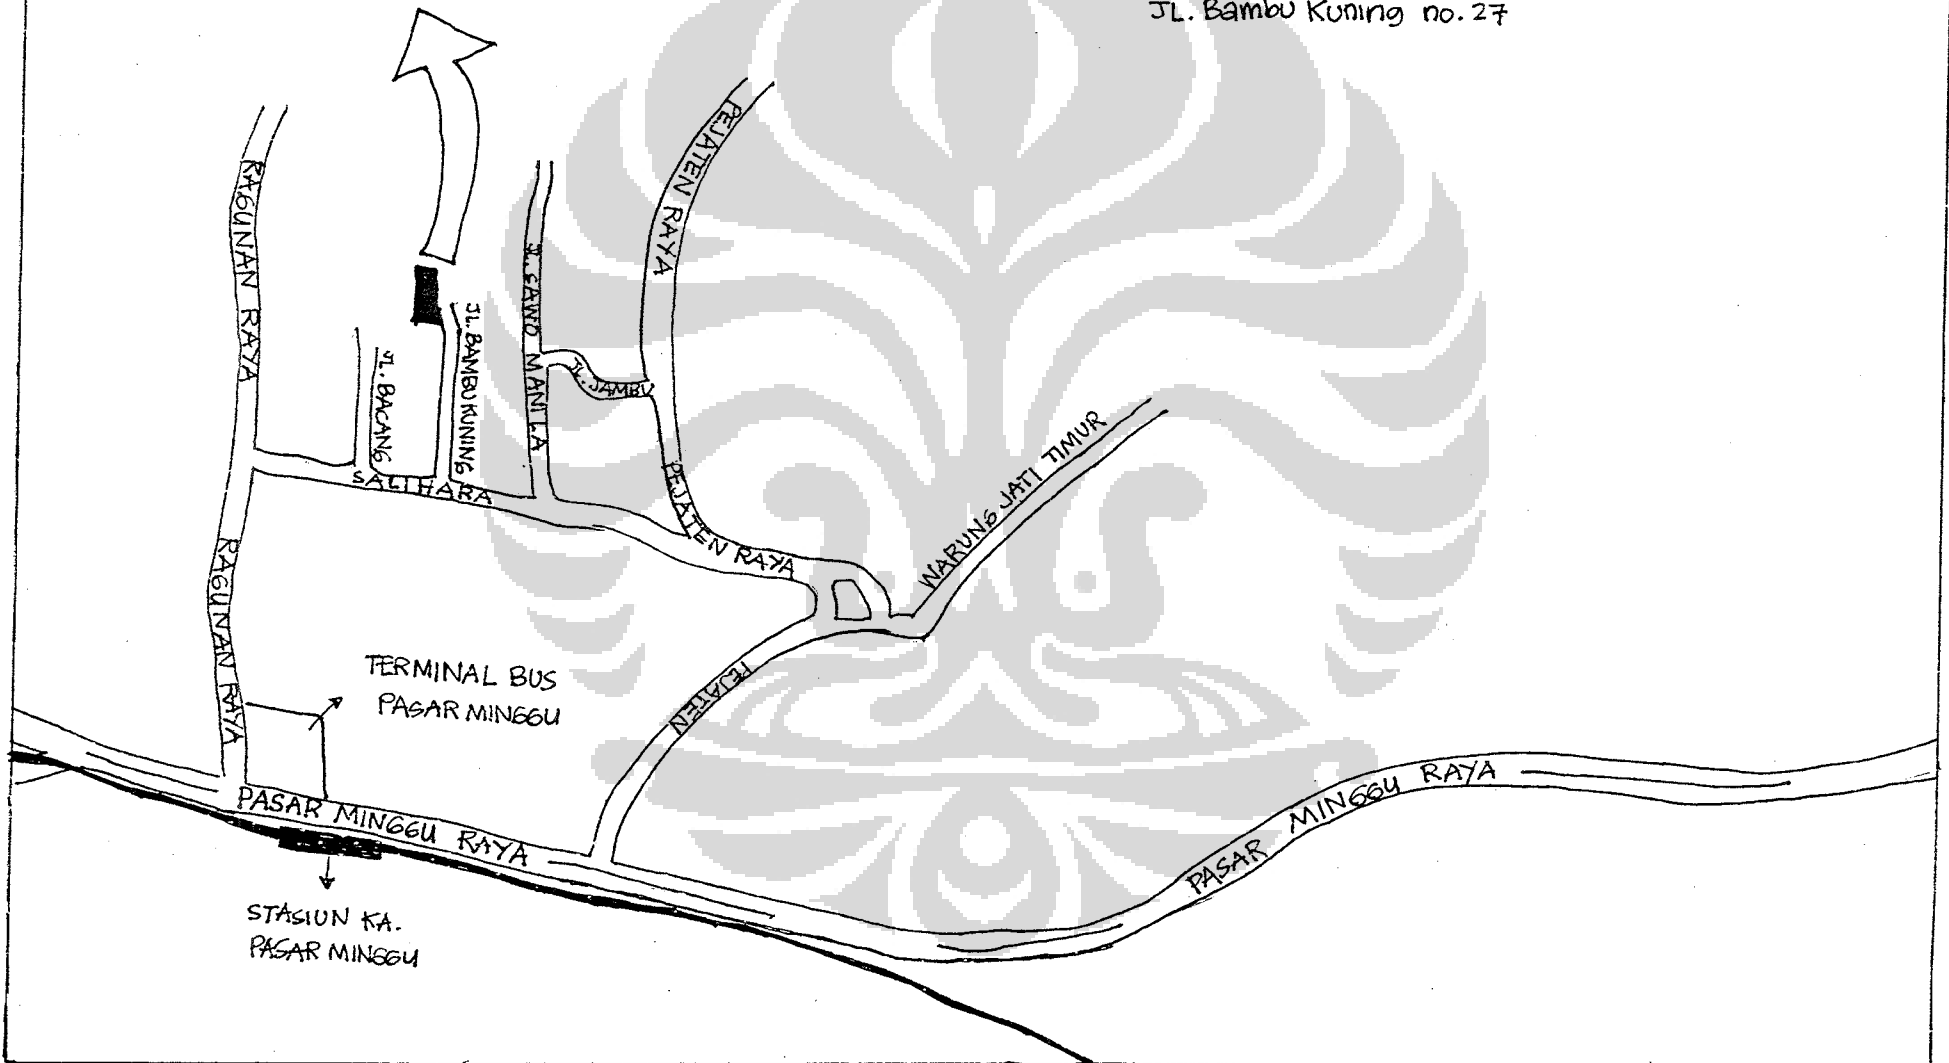 JL. Bambu Kuning no. 27
PEJATEN RAYA
RAGUNAN RAYA
JL. SAWO MANILA
JL. BAMBU KUNING
JL. BACANG
JL. JAMBU
WARUNG JATI TIMUR
SALIHARA
PEJATEN RAYA
RAGUNAN RAYA
TERMINAL BUS
PASAR MINGGU
PEJATEN
PASAR MINGGU RAYA
PASAR MINGGU RAYA
STASIUN KA.
PASAR MINGGU